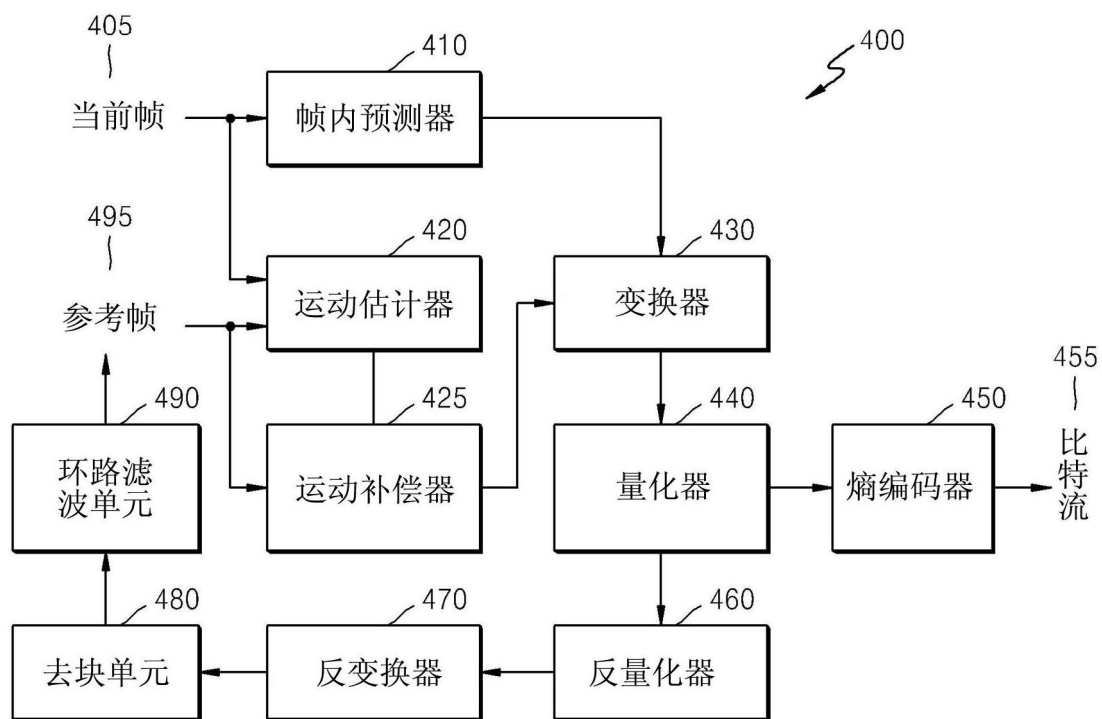 405
410
400
当前帧
帧内预测器
495
420
430
参考帧
运动估计器
变换器
490
425
440
450
455
环路滤
波单元
运动补偿器
量化器
熵编码器
比特流
480
470
460
去块单元
反变换器
反量化器